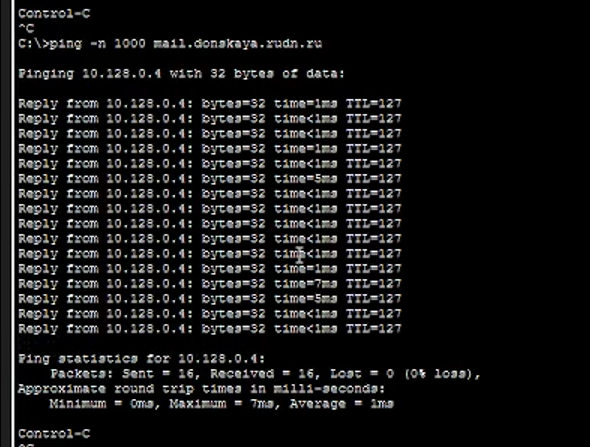 Control-C
^C
C:\>ping -n 1000 mail.donskaya.rudn.ru
Pinging 10.128.0.4 with 32 bytes of data:
Reply from 10.128.0.4: bytes=32 time=1ms TTL=127
Reply from 10.128.0.4: bytes=32 time<1ms TTL=127
Reply from 10.128.0.4: bytes=32 time<1ms TTL=127
Reply from 10.128.0.4: bytes=32 time=1ms TTL=127
Reply from 10.128.0.4: bytes=32 time<1ms TTL=127
Reply from 10.128.0.4: bytes=32 time=5ms TTL=127
Reply from 10.128.0.4: bytes=32 time<1ms TTL=127
Reply from 10.128.0.4: bytes=32 time<1ms TTL=127
Reply from 10.128.0.4: bytes=32 time<1ms TTL=127
Reply from 10.128.0.4: bytes=32 time<1ms TTL=127
Reply from 10.128.0.4: bytes=32 time<1ms TTL=127
Reply from 10.128.0.4: bytes=32 time=1ms TTL=127
Reply from 10.128.0.4: bytes=32 time=7ms TTL=127
Reply from 10.128.0.4: bytes=32 time=5ms TTL=127
Reply from 10.128.0.4: bytes=32 time<1ms TTL=127
Reply from 10.128.0.4: bytes=32 time<1ms TTL=127
Ping statistics for 10.128.0.4:
Packets: Sent = 16, Received = 16, Lost = 0 (0% loss),
Approximate round trip times in milli-seconds:
Minimum = 0ms, Maximum = 7ms, Average = 1ms
Control-C
^C